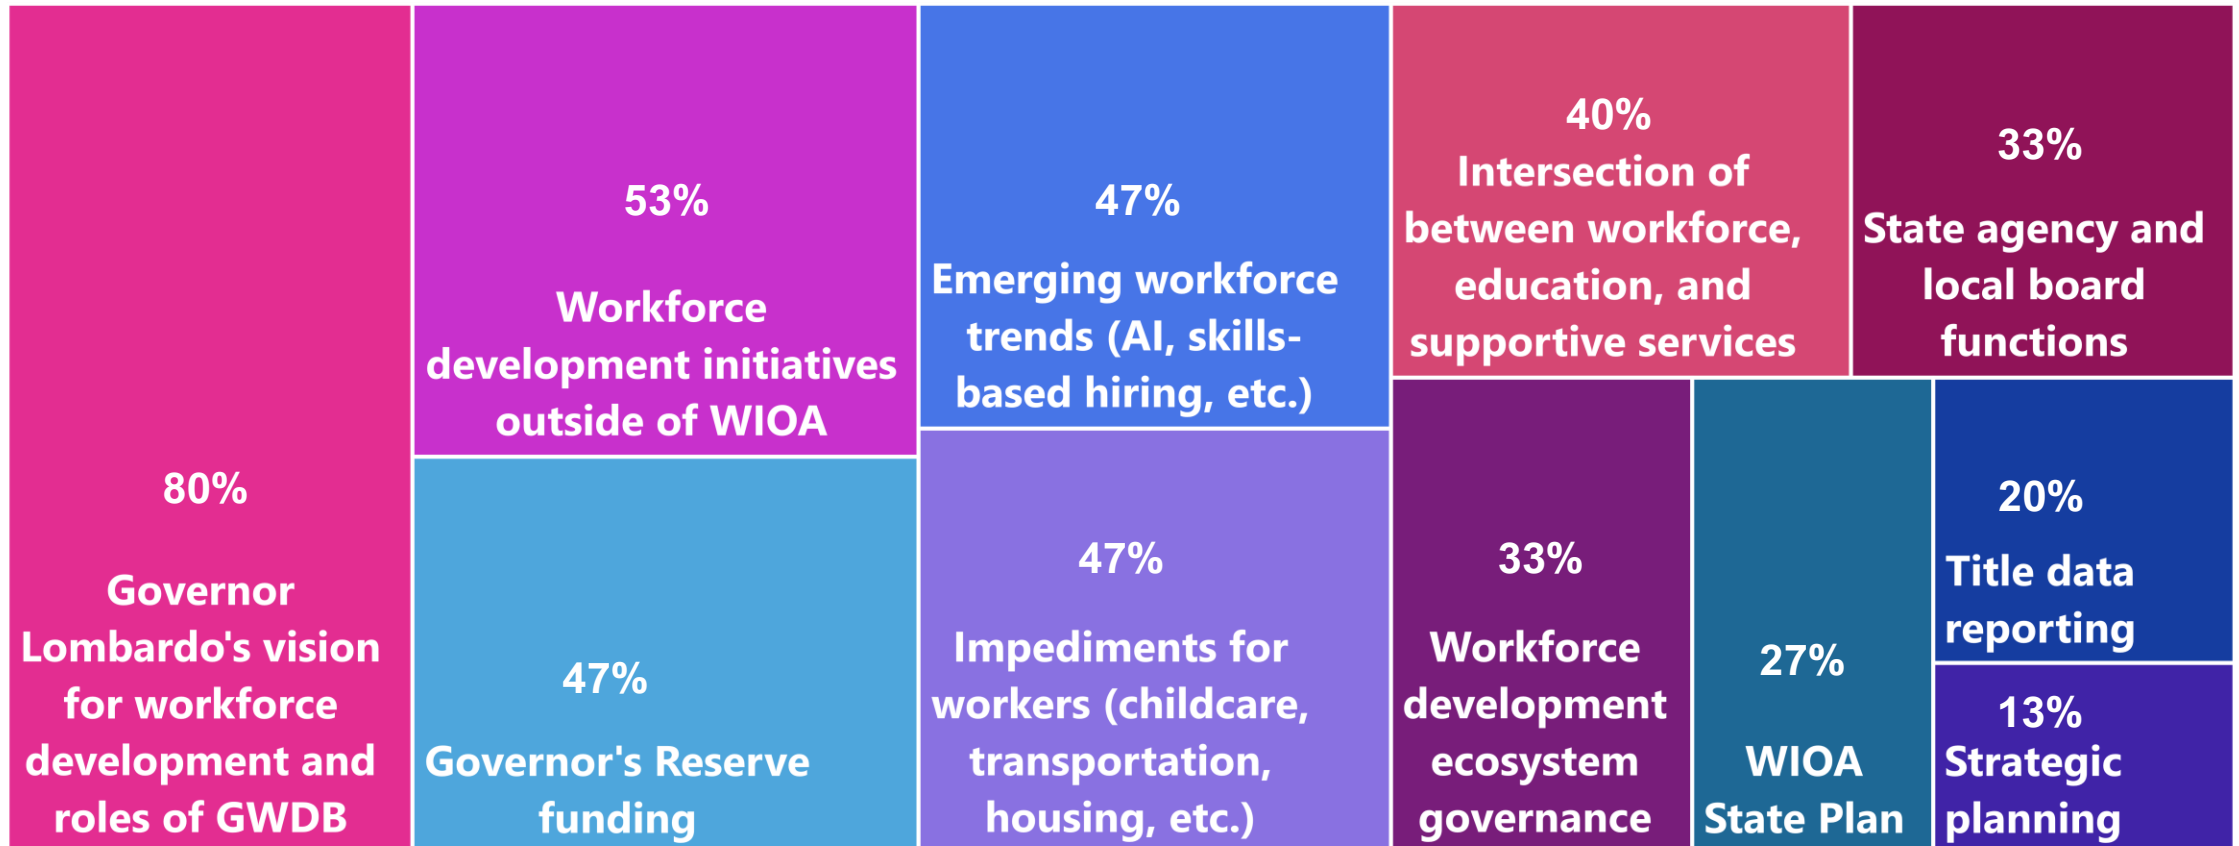 80%
Governor
Lombardo's vision
for workforce
development and
roles of GWDB
53%
Workforce
development initiatives
outside of WIOA
47%
Governor's Reserve
funding
47%
Emerging workforce
trends (AI, skills-
based hiring, etc.)
47%
Impediments for
workers (childcare,
transportation,
housing, etc.)
40%
Intersection of
between workforce,
education, and
supportive services
33%
State agency and
local board
functions
33%
Workforce
development
ecosystem
governance
27%
WIOA
State Plan
20%
Title data
reporting
13%
Strategic
planning